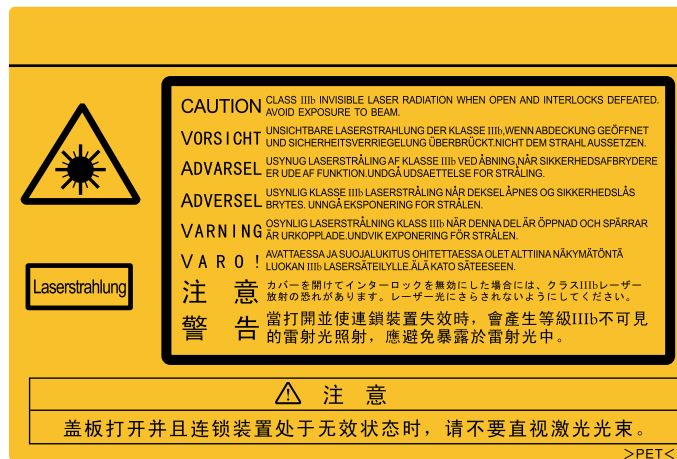 CAUTION CLASS IIIb INVISIBLE LASER RADIATION WHEN OPEN AND INTERLOCKS DEFEATED.
AVOID EXPOSURE TO BEAM.
VORSICHT UNSICHTBARE LASERSTRAHLUNG DER KLASSE IIIb,WENN ABDECKUNG GEÖFFNET
UND SICHERHEITSVERRIEGELUNG ÜBERBRÜCKT.NICHT DEM STRAHL AUSSETZEN.
ADVARSEL USYNUG LASERSTRÅLING AF KLASSE IIIb VED ÅBNING,NÅR SIKKERHEDSAFBRYDERE
ER UDE AF FUNKTION.UNDGÅ UDSAETTELSE FOR STRÅLING.
ADVERSEL USYNLIG KLASSE IIIb LASERSTRÅLING NÅR DEKSEL ÅPNES OG SIKKERHEDSLÅS
BRYTES. UNNGÅ EKSPONERING FOR STRÅLEN.
VARNING OSYNLIG LASERSTRÅLNING KLASS IIIb NÄR DENNA DEL ÄR ÖPPNAD OCH SPÄRRAR
ÄR URKOPPLADE.UNDVIK EXPONERING FÖR STRÅLEN.
VARO! AVATTAESSA JA SUOJALUKITUS OHITETTAESSA OLET ALTTIINA NÄKYMÄTÖNTÄ
LUOKAN IIIb LASERSÄTEILYLLE.ÄLÄ KATO SÄTEESEEN.
注 意 カバーを開けてインターロックを無効にした場合には、クラスIIIbレーザー
放射の恐れがあります。レーザー光にさらされないようにしてください。
警 告 當打開並使連鎖裝置失效時，會產生等級IIIb不可見
的雷射光照射，應避免暴露於雷射光中。
Laserstrahlung
注 意
盖板打开并且连锁装置处于无效状态时，请不要直视激光光束。
>PET<